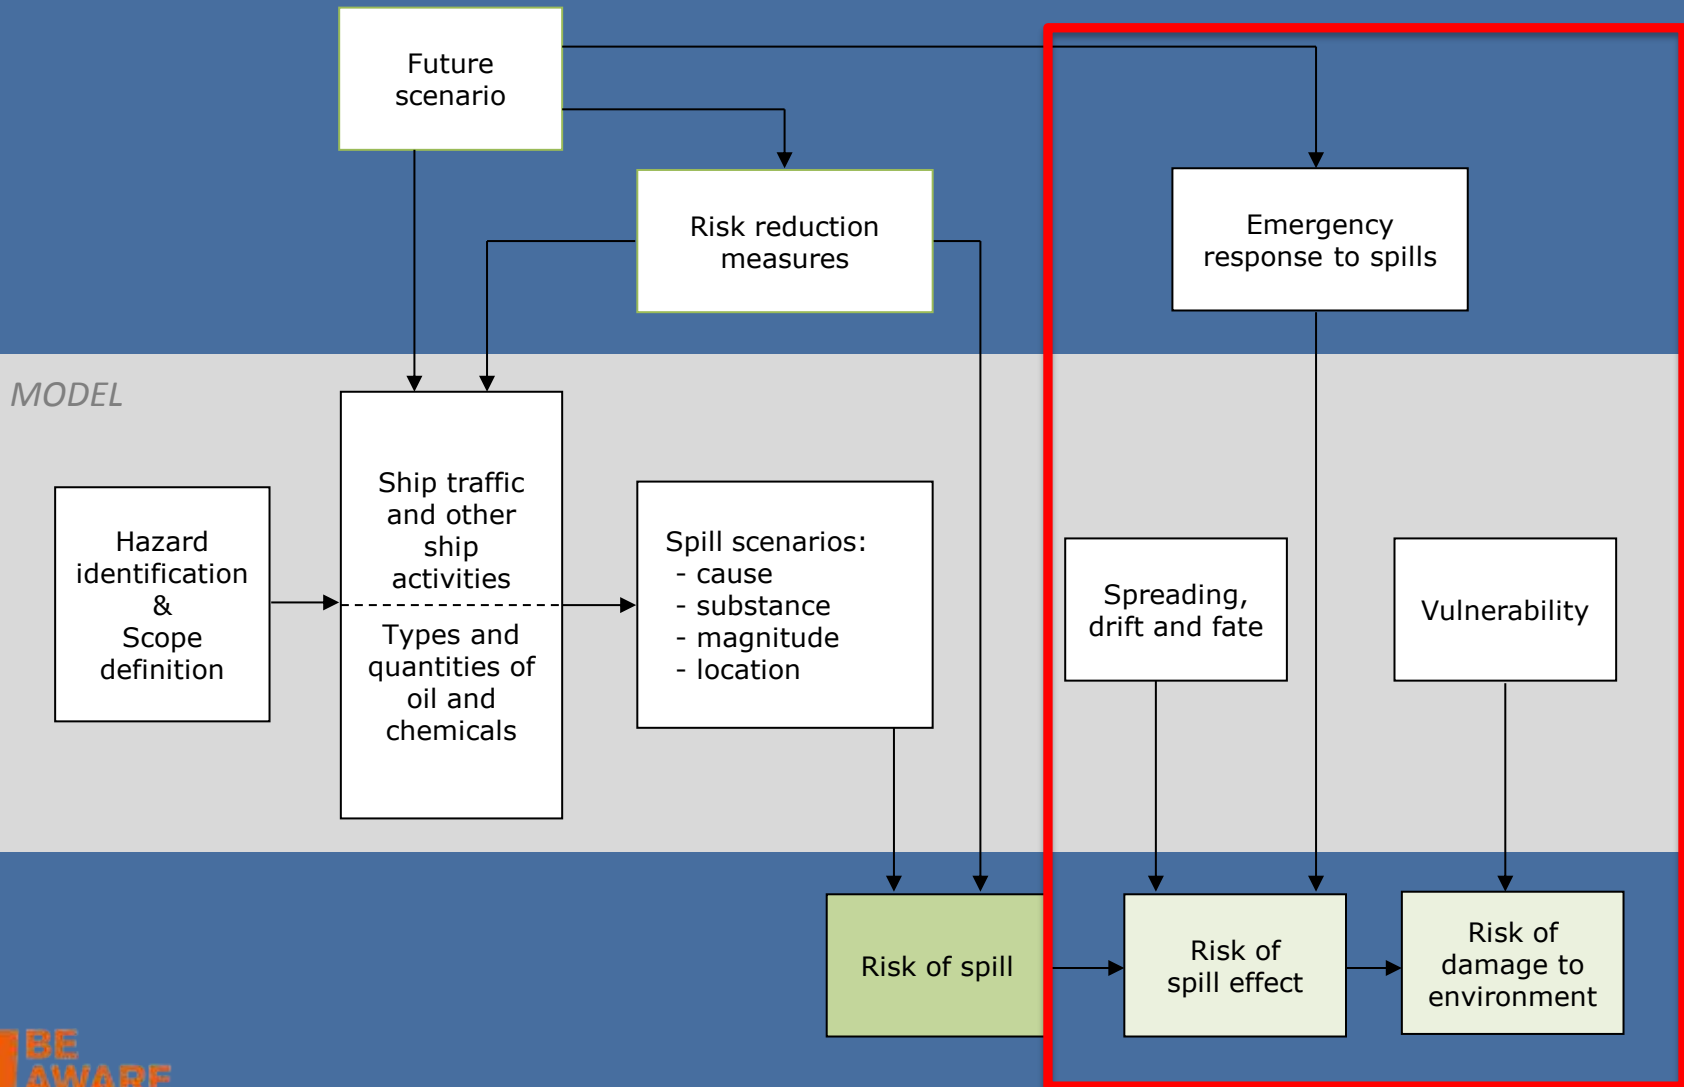 Future
scenario
Risk reduction
measures
Emergency
response to spills
MODEL
Hazard
identification
&
Scope
definition
Ship traffic
and other
ship
activities
Types and
quantities of
oil and
chemicals
Spill scenarios:
- cause
- substance
- magnitude
- location
Spreading,
drift and fate
Vulnerability
Risk of spill
Risk of
spill effect
Risk of
damage to
environment
BE
AWARE